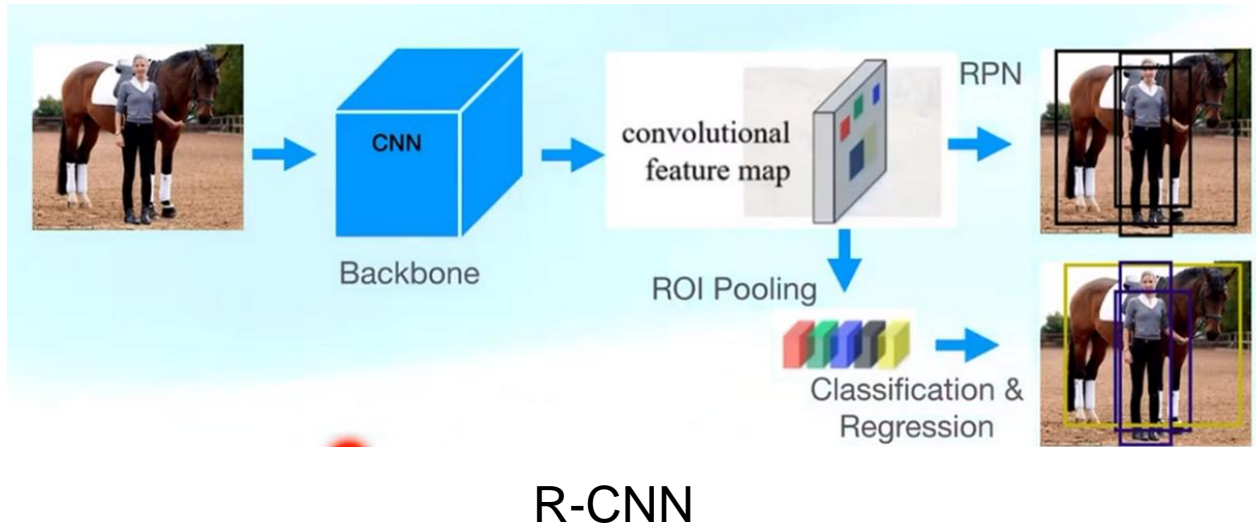 CNN
Backbone
convolutional
feature map
RPN
ROI Pooling
Classification &
Regression
R-CNN